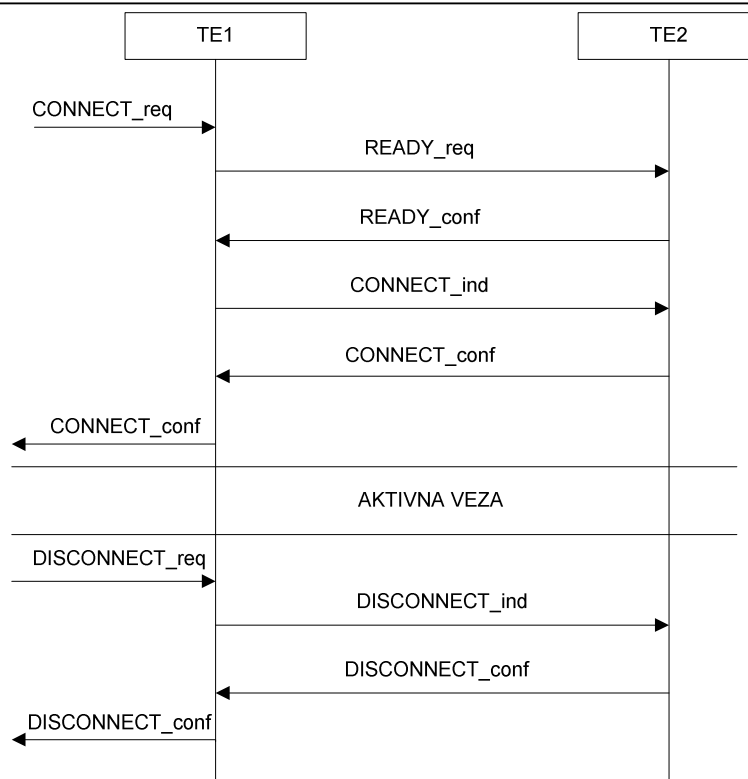 TE1
TE2
CONNECT_req
READY_req
READY_conf
CONNECT_ind
CONNECT_conf
CONNECT_conf
AKTIVNA VEZA
DISCONNECT_req
DISCONNECT_ind
DISCONNECT_conf
DISCONNECT_conf